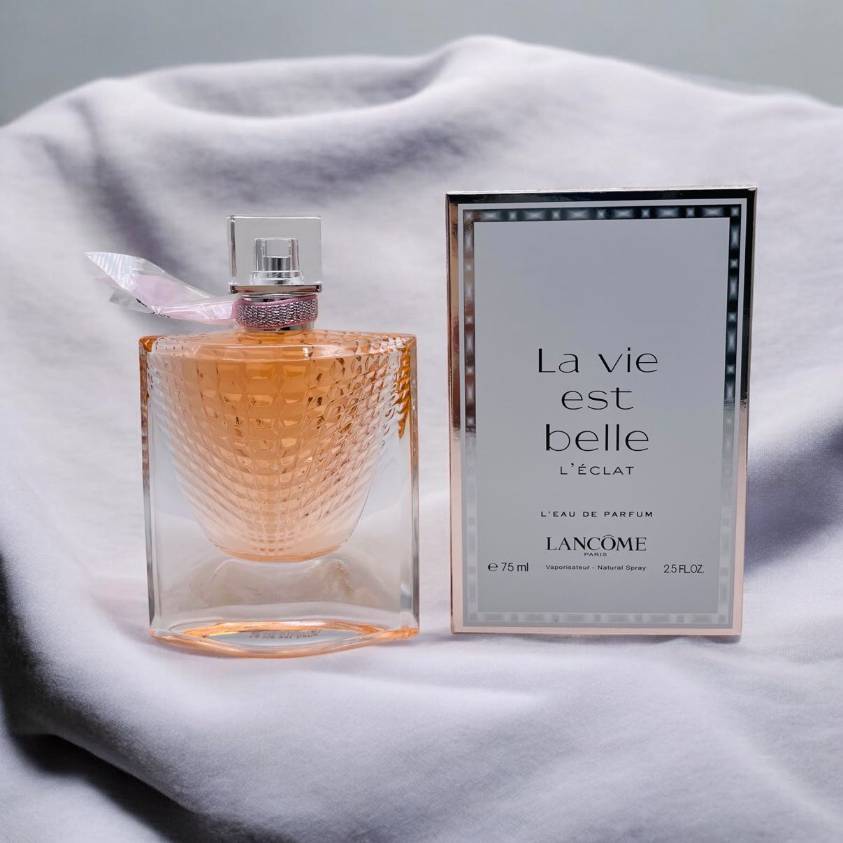 La vie
est
belle
L'ÉCLAT
L'EAU DE PARFUM
LANCÔME
PARIS
e 75 ml Vaporisateur - Natural Spray 2.5 FL.OZ.